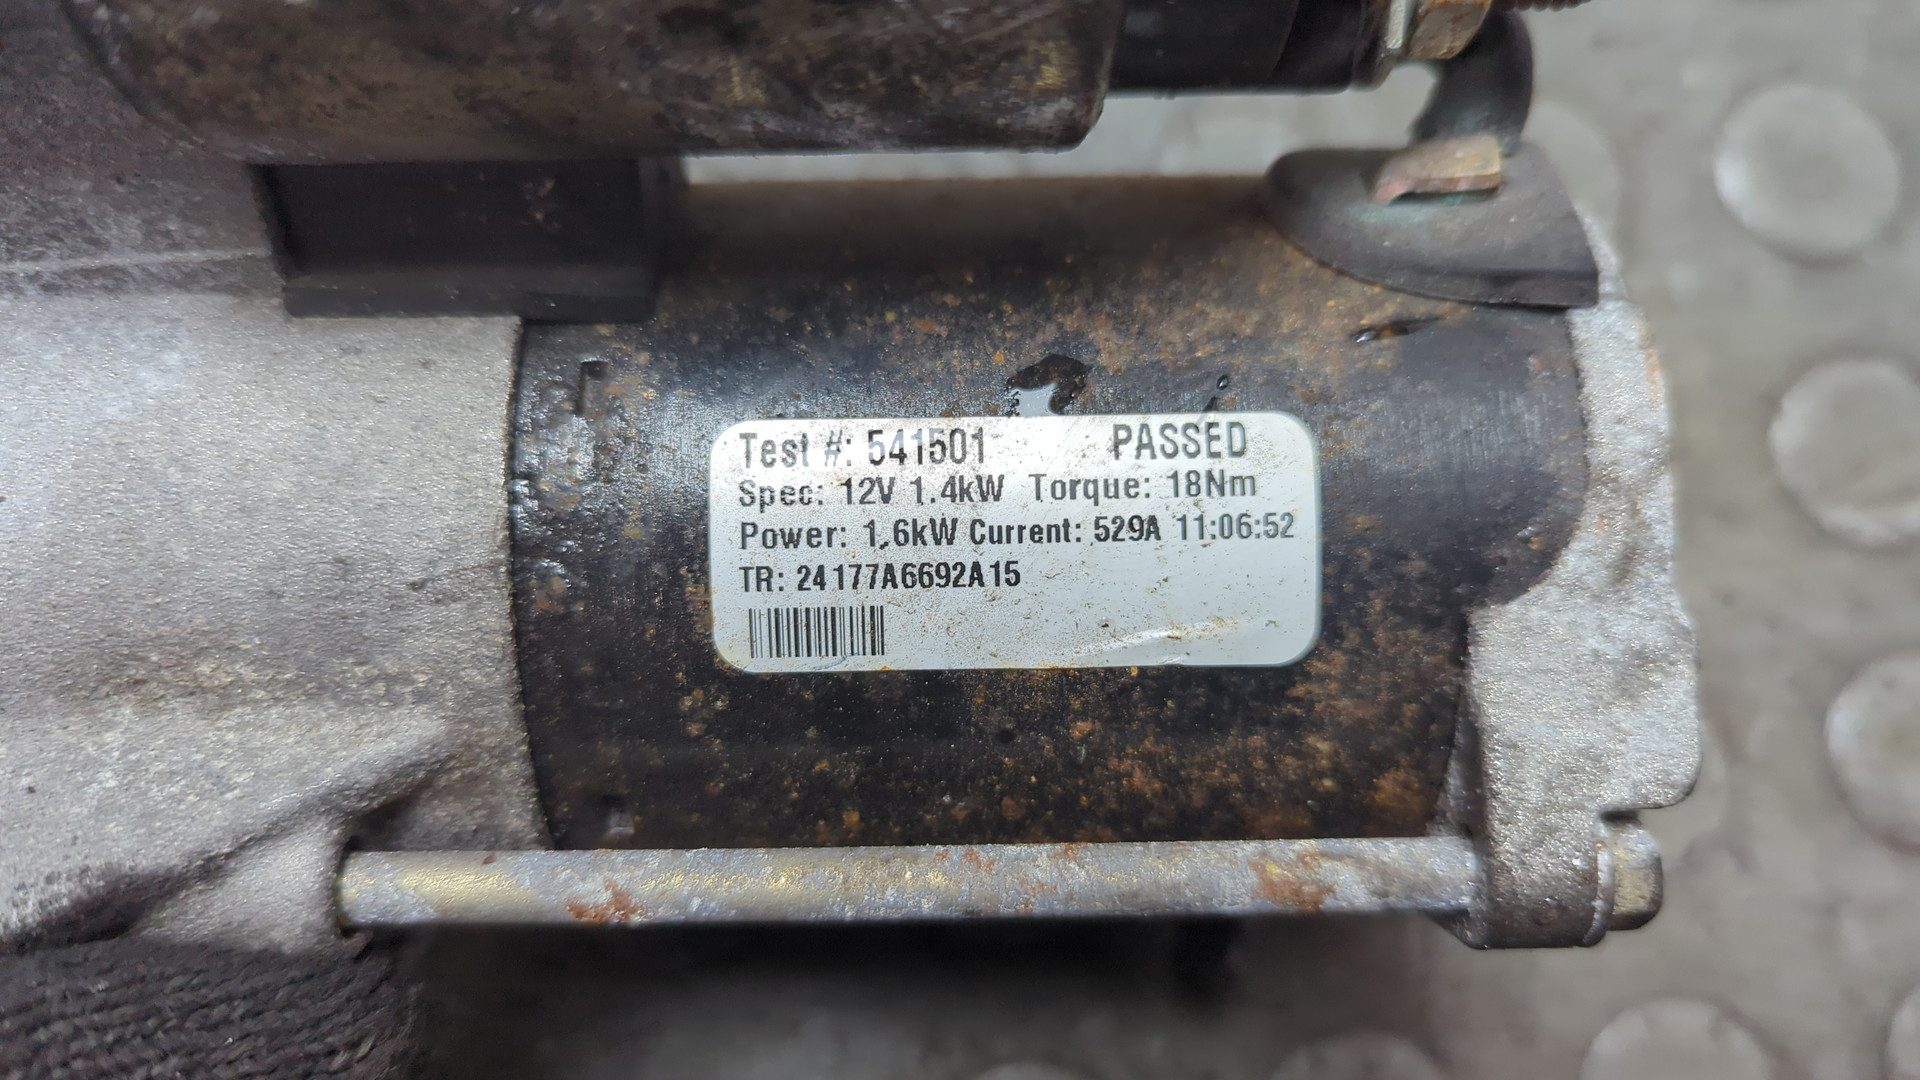 Test #: 541501 PASSED
Spec: 12V 1.4kW Torque: 18Nm
Power: 1.6kW Current: 529A 11:06:52
TR: 24177A6692A15